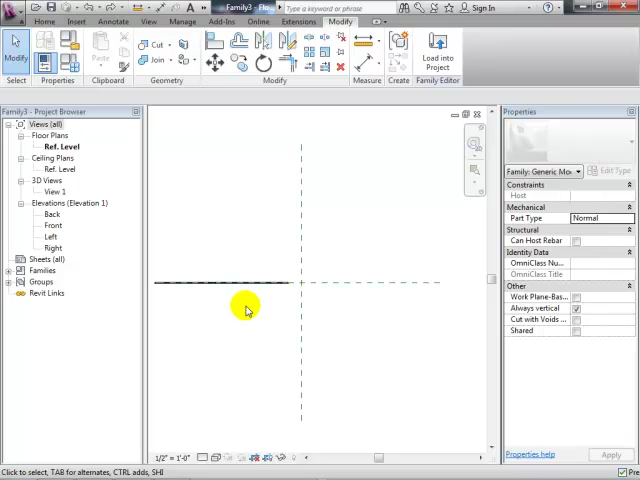 Family3 - Flo...
Sign In
Home
Insert
Annotate
View
Manage
Add-Ins
Online
Extensions
Modify
Modify
Paste
Cut
Join
Measure
Create
Load into
Project
Select
Properties
Clipboard
Geometry
Modify
Measure
Create
Family Editor
Family3 - Project Browser
Views (all)
Floor Plans
Ref. Level
Ceiling Plans
Ref. Level
3D Views
View 1
Elevations (Elevation 1)
Back
Front
Left
Right
Sheets (all)
Families
Groups
Revit Links
Properties
Family: Generic Mo
Edit Type
Constraints
Host
Mechanical
Part Type
Normal
Structural
Can Host Rebar
Identity Data
OmniClass Nu...
OmniClass Title
Other
Work Plane-Bas...
Always vertical
Cut with Voids ...
Shared
Properties help
Apply
1/2" = 1'-0"
Click to select, TAB for alternates, CTRL adds, SHI
Pre